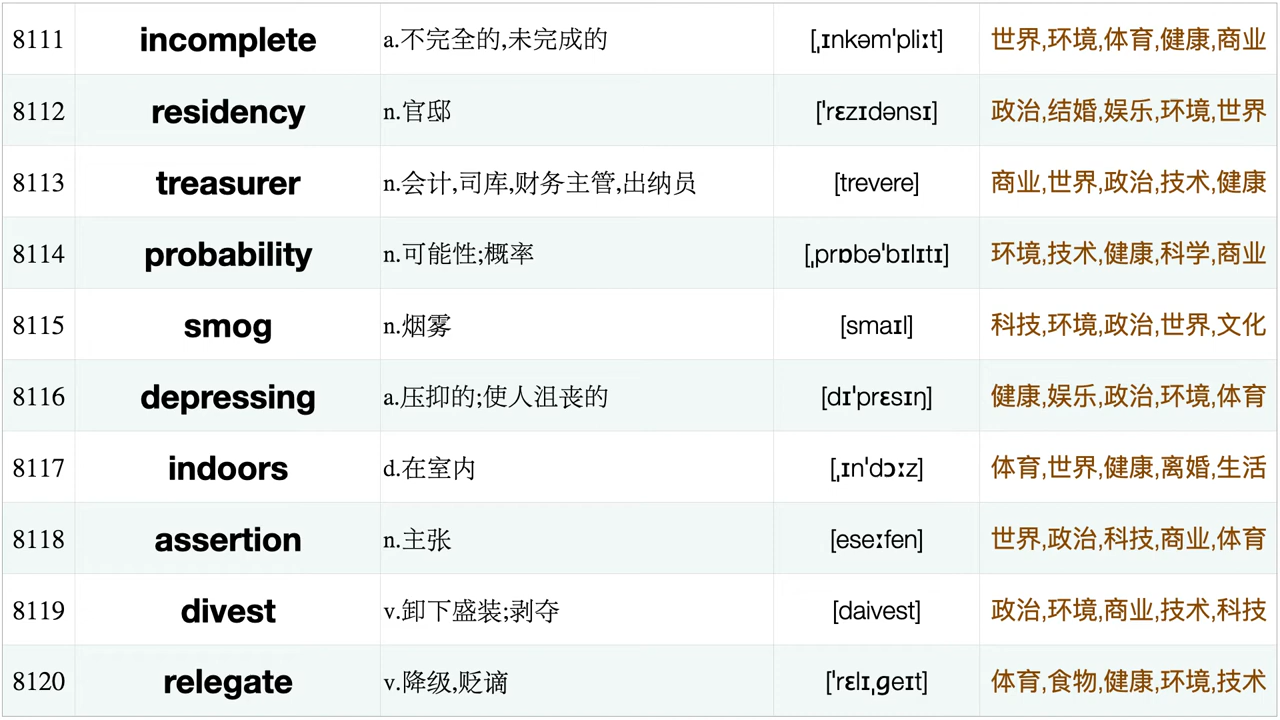 8111 incomplete a.不完全的,未完成的 [ˌɪnkəmˈpliːt] 世界,环境,体育,健康,商业
8112 residency n.官邸 [ˈrɛzɪdənsɪ] 政治,结婚,娱乐,环境,世界
8113 treasurer n.会计,司库,财务主管,出纳员 [trevere] 商业,世界,政治,技术,健康
8114 probability n.可能性;概率 [ˌprɒbəˈbɪlɪtɪ] 环境,技术,健康,科学,商业
8115 smog n.烟雾 [smaɪl] 科技,环境,政治,世界,文化
8116 depressing a.压抑的;使人沮丧的 [dɪˈprɛsɪŋ] 健康,娱乐,政治,环境,体育
8117 indoors d.在室内 [ˌɪnˈdɔːz] 体育,世界,健康,离婚,生活
8118 assertion n.主张 [eseːfen] 世界,政治,科技,商业,体育
8119 divest v.卸下盛装;剥夺 [daivest] 政治,环境,商业,技术,科技
8120 relegate v.降级,贬谪 [ˈrɛlɪˌɡeɪt] 体育,食物,健康,环境,技术